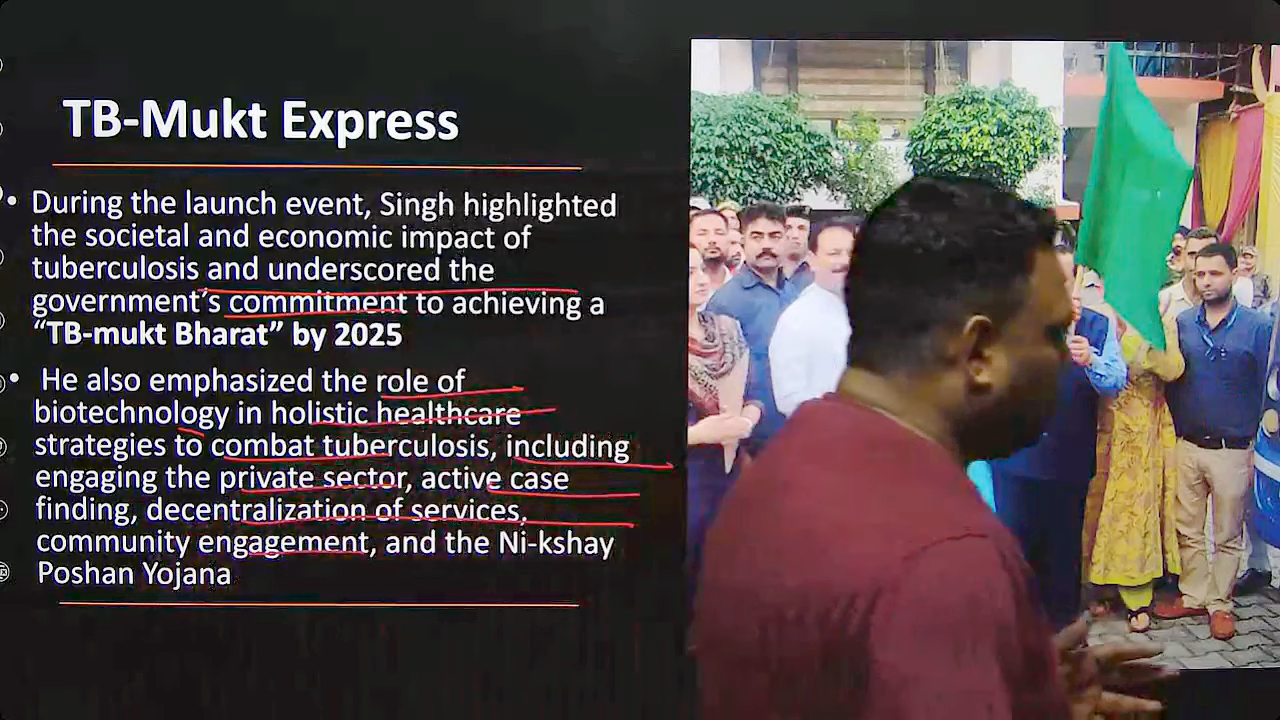 TB-Mukt Express
• During the launch event, Singh highlighted
the societal and economic impact of
tuberculosis and underscored the
government’s commitment to achieving a
“TB-mukt Bharat” by 2025
• He also emphasized the role of
biotechnology in holistic healthcare
strategies to combat tuberculosis, including
engaging the private sector, active case
finding, decentralization of services,
community engagement, and the Ni-kshay
Poshan Yojana